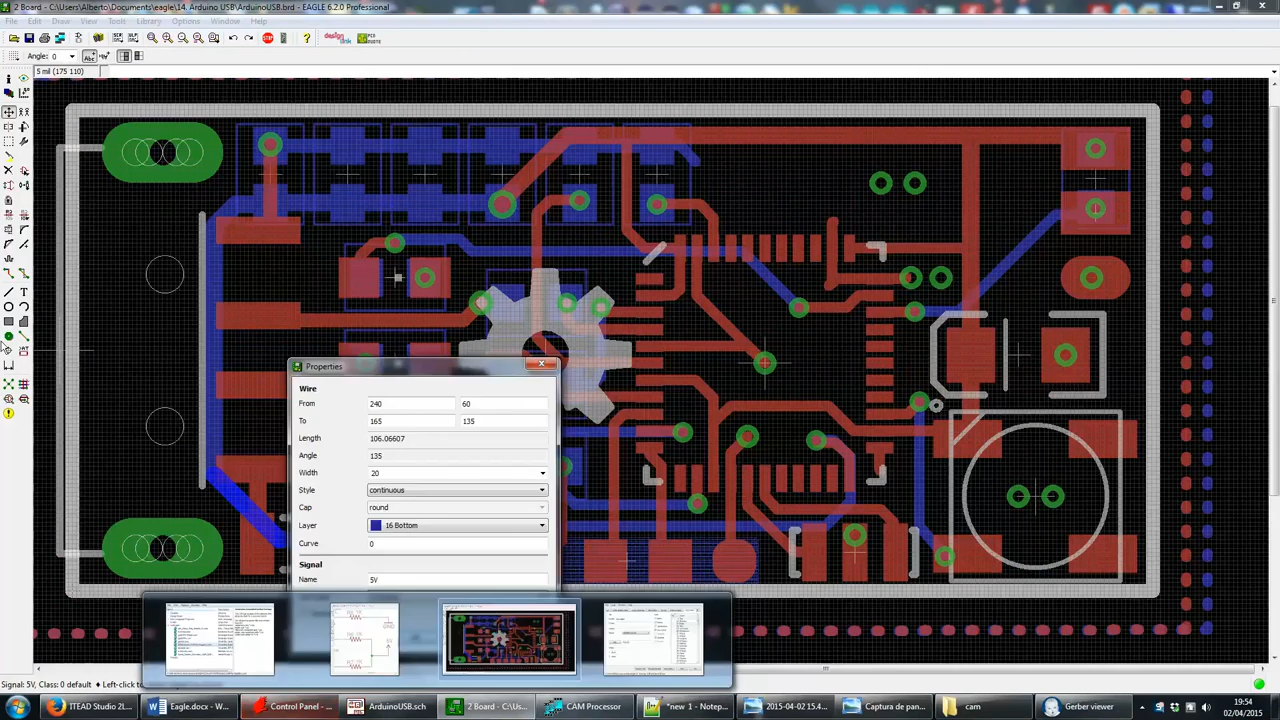 2 Board - C:\Users\Alberto\Documents\eagle\14. Arduino USB\ArduinoUSB.brd - EAGLE 6.2.0 Professional
File Edit Draw View Tools Library Options Window Help
Angle: 0
5 mil (175 110)
Properties
Wire
From 240 60
To 165 135
Length 106.06607
Angle 135
Width 20
Style continuous
Cap round
Layer 16 Bottom
Curve 0
Signal
Name 5V
Signal: 5V, Class: 0 default Left-click to
ITEAD Studio 2L...
Eagle.docx - W...
Control Panel - ...
ArduinoUSB.sch
2 Board - C:\Us...
CAM Processor
*new 1 - Notep...
2015-04-02 15.4...
Captura de pan...
cam
Gerber viewer
19:54
02/04/2015